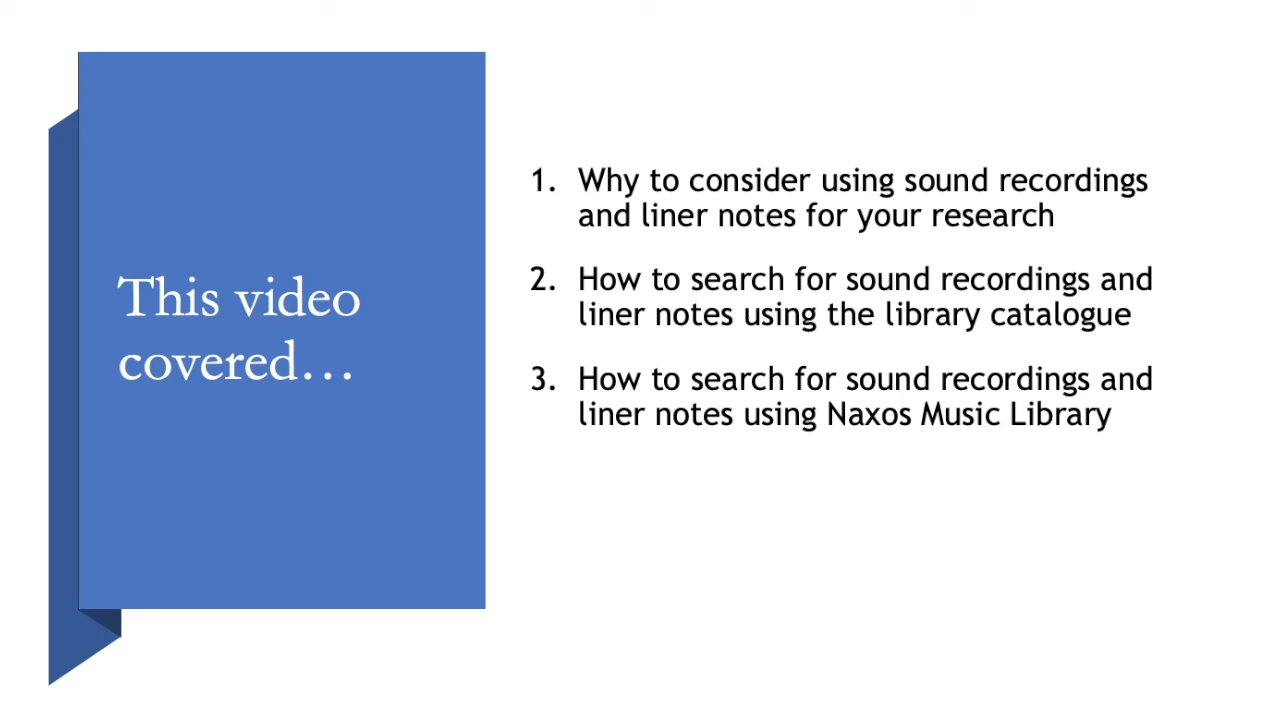 This video
covered…
1. Why to consider using sound recordings
and liner notes for your research
2. How to search for sound recordings and
liner notes using the library catalogue
3. How to search for sound recordings and
liner notes using Naxos Music Library